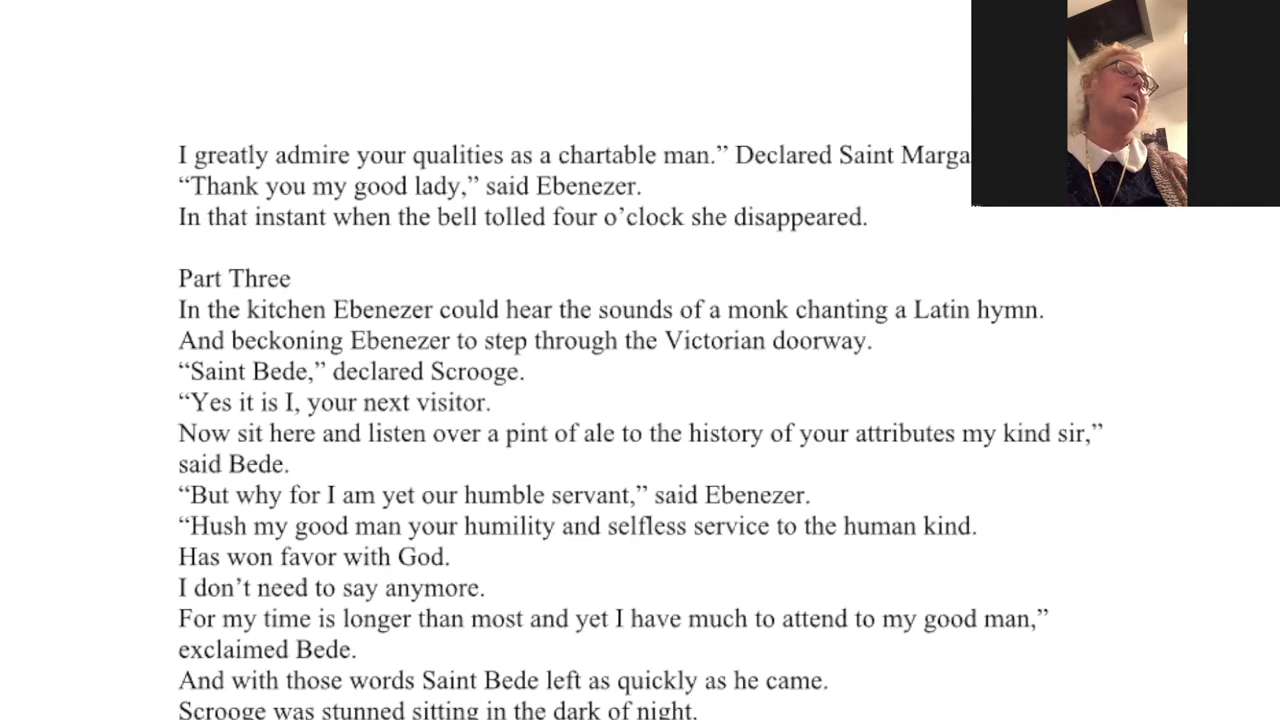 I greatly admire your qualities as a chartable man.” Declared Saint Marga
“Thank you my good lady,” said Ebenezer.
In that instant when the bell tolled four o’clock she disappeared.
Part Three
In the kitchen Ebenezer could hear the sounds of a monk chanting a Latin hymn.
And beckoning Ebenezer to step through the Victorian doorway.
“Saint Bede,” declared Scrooge.
“Yes it is I, your next visitor.
Now sit here and listen over a pint of ale to the history of your attributes my kind sir,”
said Bede.
“But why for I am yet our humble servant,” said Ebenezer.
“Hush my good man your humility and selfless service to the human kind.
Has won favor with God.
I don’t need to say anymore.
For my time is longer than most and yet I have much to attend to my good man,”
exclaimed Bede.
And with those words Saint Bede left as quickly as he came.
Scrooge was stunned sitting in the dark of night.